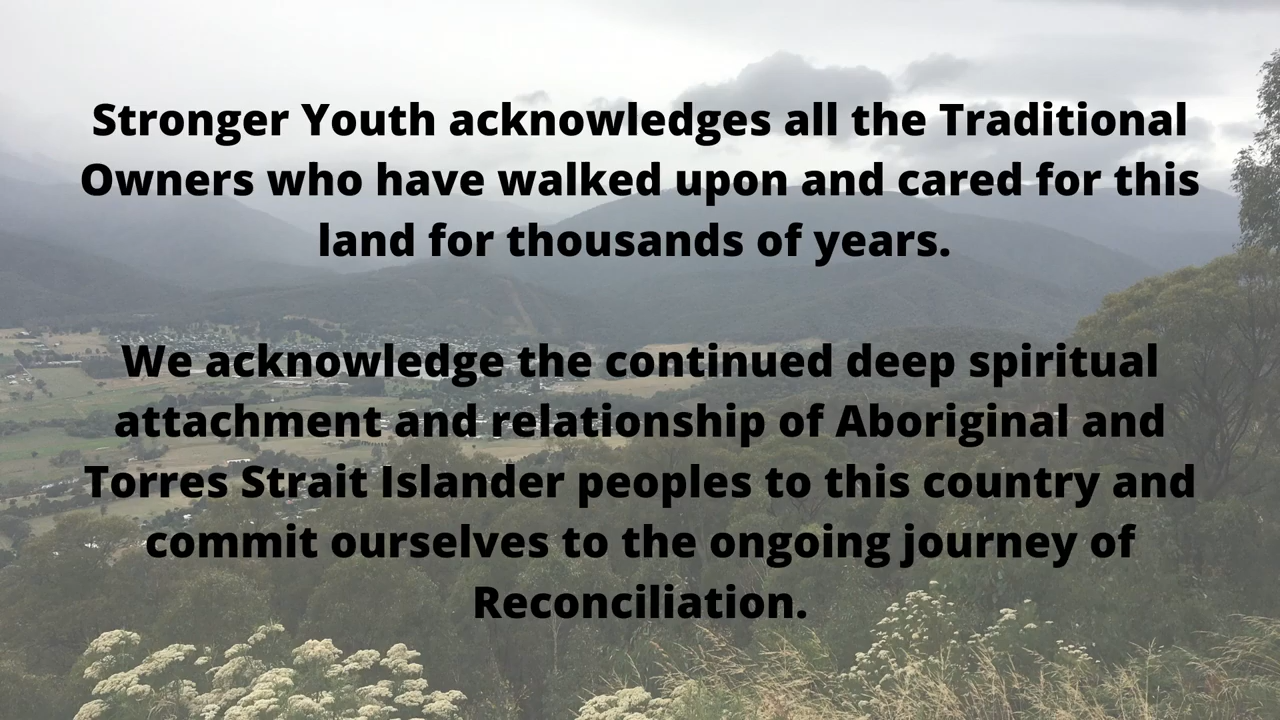 Stronger Youth acknowledges all the Traditional
Owners who have walked upon and cared for this
land for thousands of years.
We acknowledge the continued deep spiritual
attachment and relationship of Aboriginal and
Torres Strait Islander peoples to this country and
commit ourselves to the ongoing journey of
Reconciliation.